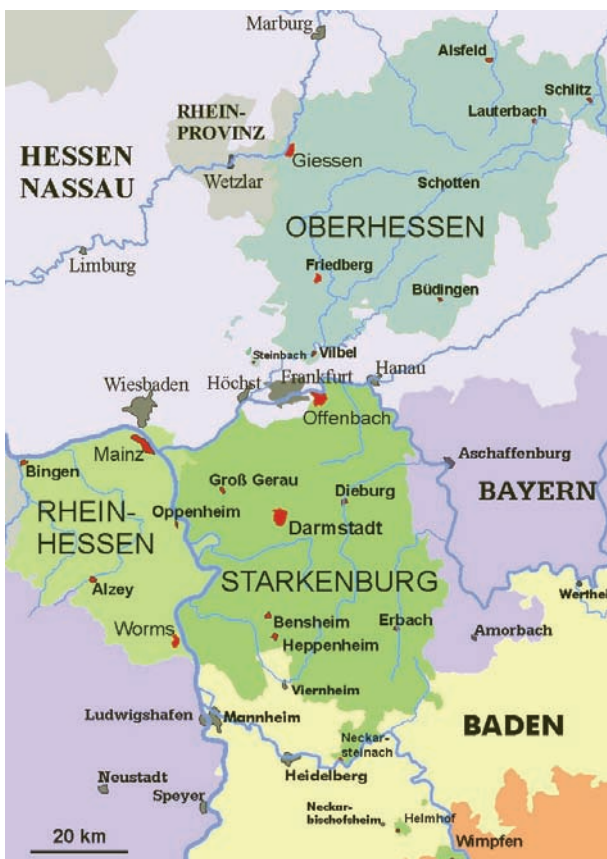 Marburg
Alsfeld
Schlitz
RHEIN-
PROVINZ
Lauterbach
HESSEN
NASSAU
Giessen
Wetzlar
Schotten
OBERHESSEN
Limburg
Friedberg
Büdingen
Steinbach
Vilbel
Wiesbaden
Höchst
Frankfurt
Hanau
Offenbach
Mainz
Bingen
Aschaffenburg
Groß Gerau
Dieburg
BAYERN
RHEIN-
HESSEN
Oppenheim
Darmstadt
Alzey
STARKENBURG
Wertheim
Bensheim
Erbach
Amorbach
Worms
Heppenheim
Viernheim
Ludwigshafen
Mannheim
BADEN
Neckar-
steinach
Heidelberg
Neustadt
Speyer
Neckar-
bischofsheim
Helmhof
20 km
Wimpfen